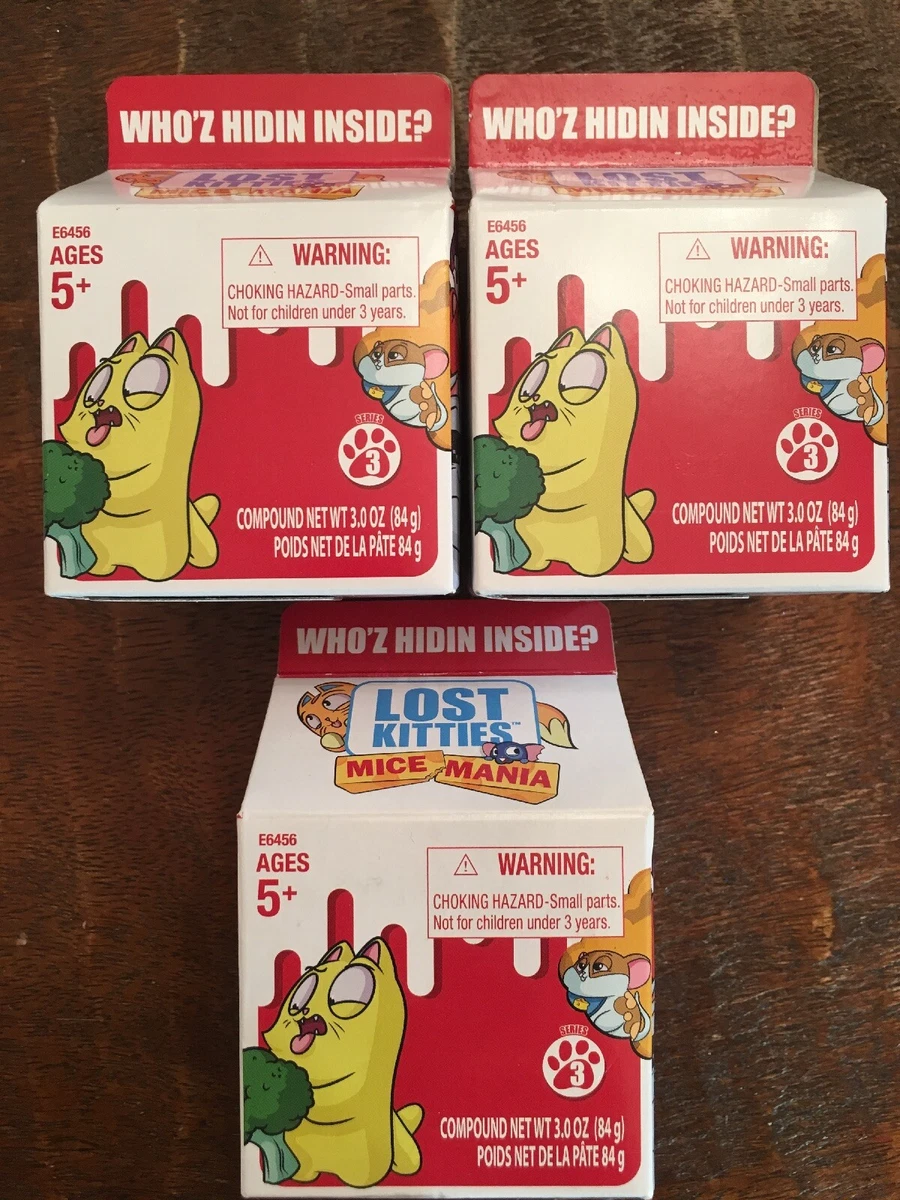 WHO'Z HIDIN INSIDE?
LOST
KITTIES
E6456
AGES
5+
WARNING:
CHOKING HAZARD-Small parts.
Not for children under 3 years.
SERIES
3
COMPOUND NET WT 3.0 OZ (84 g)
POIDS NET DE LA PÂTE 84 g
WHO'Z HIDIN INSIDE?
LOST
KITTIES
E6456
AGES
5+
WARNING:
CHOKING HAZARD-Small parts.
Not for children under 3 years.
SERIES
3
COMPOUND NET WT 3.0 OZ (84 g)
POIDS NET DE LA PÂTE 84 g
WHO'Z HIDIN INSIDE?
LOST
KITTIES™
MICE MANIA
E6456
AGES
5+
WARNING:
CHOKING HAZARD-Small parts.
Not for children under 3 years.
SERIES
3
COMPOUND NET WT 3.0 OZ (84 g)
POIDS NET DE LA PÂTE 84 g